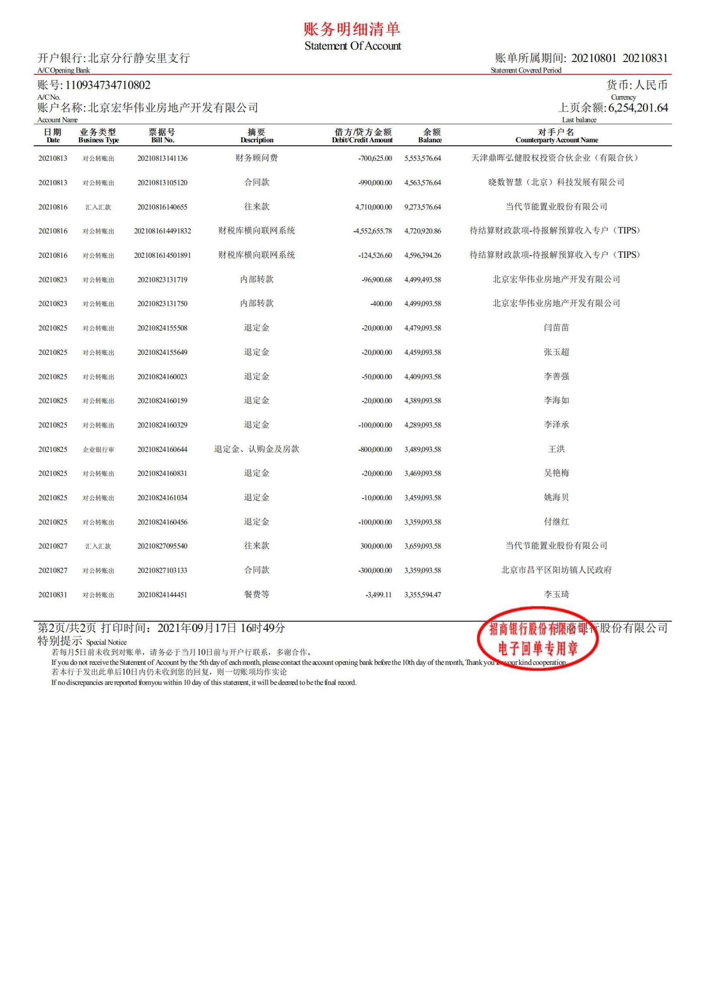 账务明细清单
Statement Of Account
开户银行:北京分行静安里支行 账单所属期间: 20210801 20210831
A/C Opening Bank Statement Covered Period
账号:110934734710802 货币:人民币
A/C No. Currency
账户名称:北京宏华伟业房地产开发有限公司 上页余额:6,254,201.64
Account Name Last balance
日期 业务类型 票据号 摘要 借方/贷方金额 余额 对手户名
Date Business Type Bill No. Description Debit/Credit Amount Balance Counterparty Account Name
20210813 对公转账出 20210813141136 财务顾问费 -700,625.00 5,553,576.64 天津鼎晖弘健股权投资合伙企业（有限合伙）
20210813 对公转账出 20210813105120 合同款 -990,000.00 4,563,576.64 晓数智慧（北京）科技发展有限公司
20210816 汇入汇款 20210816140655 往来款 4,710,000.00 9,273,576.64 当代节能置业股份有限公司
20210816 对公转账出 2021081614491832 财税库横向联网系统 -4,552,655.78 4,720,920.86 待结算财政款项-待报解预算收入专户（TIPS）
20210816 对公转账出 2021081614501891 财税库横向联网系统 -124,526.60 4,596,394.26 待结算财政款项-待报解预算收入专户（TIPS）
20210823 对公转账出 20210823131719 内部转款 -96,900.68 4,499,493.58 北京宏华伟业房地产开发有限公司
20210823 对公转账出 20210823131750 内部转款 -400.00 4,499,093.58 北京宏华伟业房地产开发有限公司
20210825 对公转账出 20210824155508 退定金 -20,000.00 4,479,093.58 闫苗苗
20210825 对公转账出 20210824155649 退定金 -20,000.00 4,459,093.58 张玉超
20210825 对公转账出 20210824160023 退定金 -50,000.00 4,409,093.58 李善强
20210825 对公转账出 20210824160159 退定金 -20,000.00 4,389,093.58 李海如
20210825 对公转账出 20210824160329 退定金 -100,000.00 4,289,093.58 李泽承
20210825 企业银行审 20210824160644 退定金、认购金及房款 -800,000.00 3,489,093.58 王洪
20210825 对公转账出 20210824160831 退定金 -20,000.00 3,469,093.58 吴艳梅
20210825 对公转账出 20210824161034 退定金 -10,000.00 3,459,093.58 姚海贝
20210825 对公转账出 20210824160456 退定金 -100,000.00 3,359,093.58 付继红
20210827 汇入汇款 20210827095540 往来款 300,000.00 3,659,093.58 当代节能置业股份有限公司
20210827 对公转账出 20210827103133 合同款 -300,000.00 3,359,093.58 北京市昌平区阳坊镇人民政府
20210831 对公转账出 20210824144451 餐费等 -3,499.11 3,355,594.47 李玉琦
第2页/共2页 打印时间：2021年09月17日 16时49分 招商银行股份有限公司
招商银行股份有限公司
电子回单专用章
特别提示 Special Notice
若每月5日前未收到对账单，请务必于当月10日前与开户行联系，多谢合作。
If you do not receive the Statement of Account by the 5th day of each month, please contact the account opening bank before the 10th day of the month, Thank you for your kind cooperation
若本行于发出此单后10日内仍未收到您的回复，则一切账项均作实论
If no discrepancies are reported from you within 10 day of this statement, it will be deemed to be the final record.